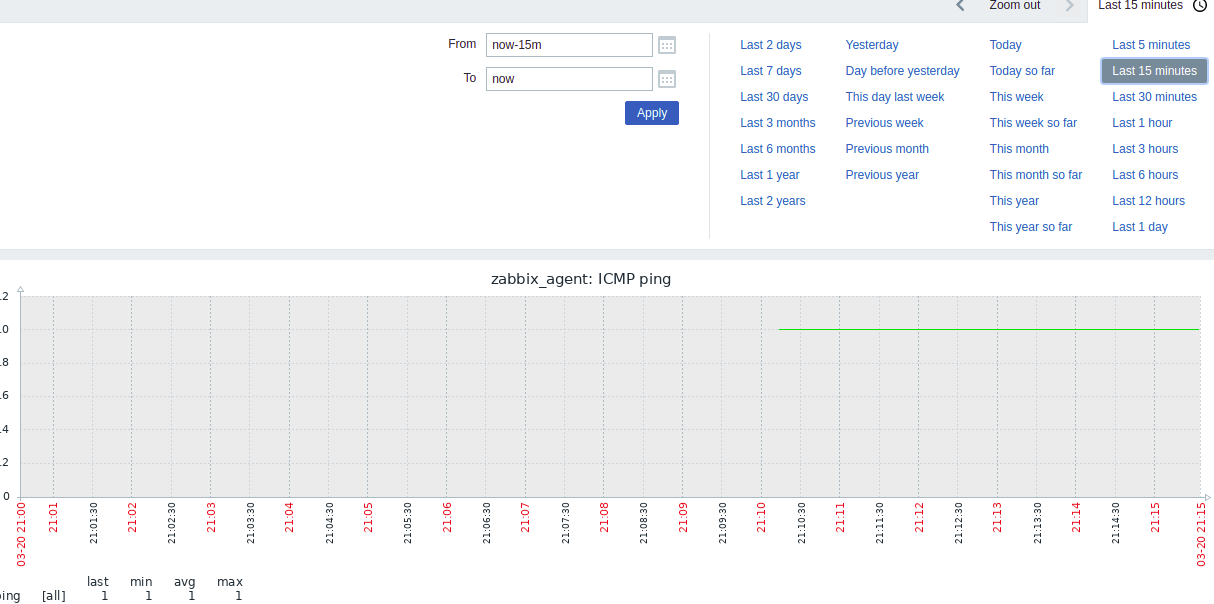 Zoom out Last 15 minutes
From now-15m
To now
Apply
Last 2 days Yesterday Today Last 5 minutes
Last 7 days Day before yesterday Today so far Last 15 minutes
Last 30 days This day last week This week Last 30 minutes
Last 3 months Previous week This week so far Last 1 hour
Last 6 months Previous month This month Last 3 hours
Last 1 year Previous year This month so far Last 6 hours
Last 2 years This year Last 12 hours
This year so far Last 1 day
zabbix_agent: ICMP ping
.2
.0
.8
.6
.4
.2
0
03-20 21:00 21:01 21:01:30 21:02 21:02:30 21:03 21:03:30 21:04 21:04:30 21:05 21:05:30 21:06 21:06:30 21:07 21:07:30 21:08 21:08:30 21:09 21:09:30 21:10 21:10:30 21:11 21:11:30 21:12 21:12:30 21:13 21:13:30 21:14 21:14:30 21:15 03-20 21:15
last min avg max
ping [all] 1 1 1 1